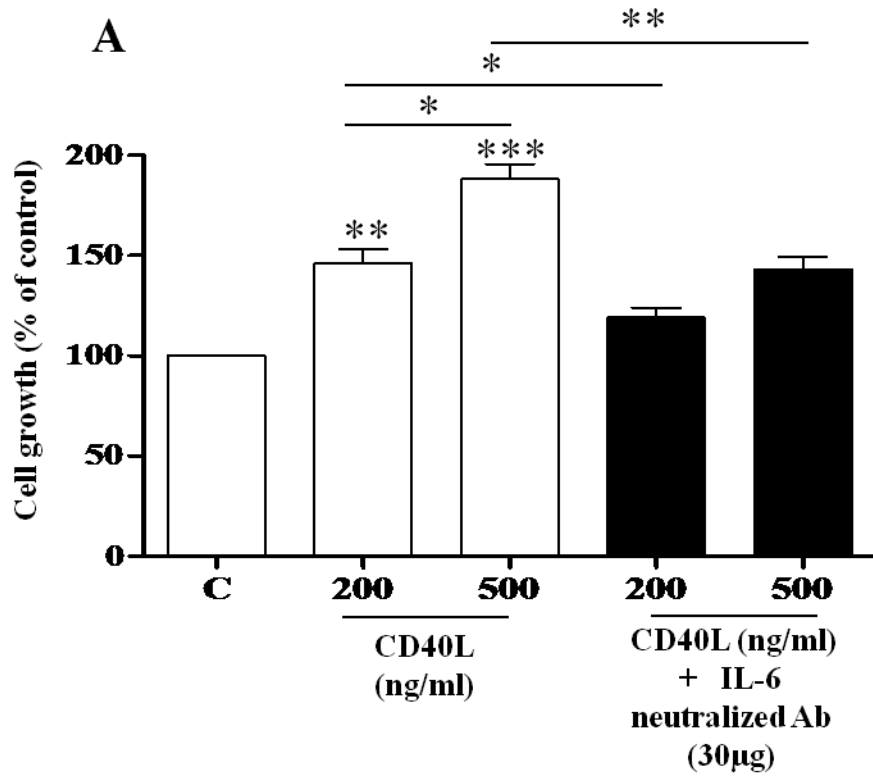 A
**
*
*
200
***
**
150
100
50
0
Cell growth (% of control)
C 200 500 200 500
CD40L
(ng/ml)
CD40L (ng/ml)
+ IL-6
neutralized Ab
(30µg)